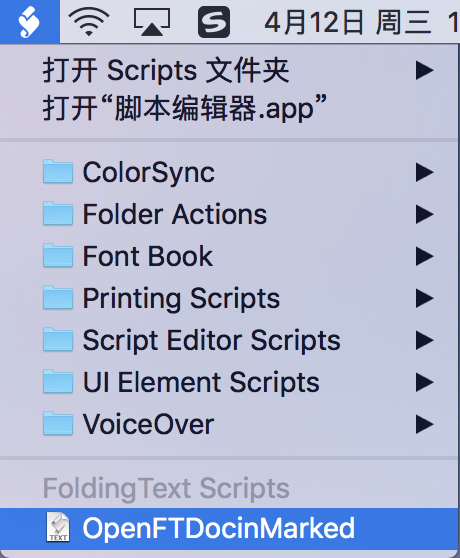 4月12日 周三 1
打开 Scripts 文件夹
打开“脚本编辑器.app”
ColorSync
Folder Actions
Font Book
Printing Scripts
Script Editor Scripts
UI Element Scripts
VoiceOver
FoldingText Scripts
TEXT OpenFTDocinMarked